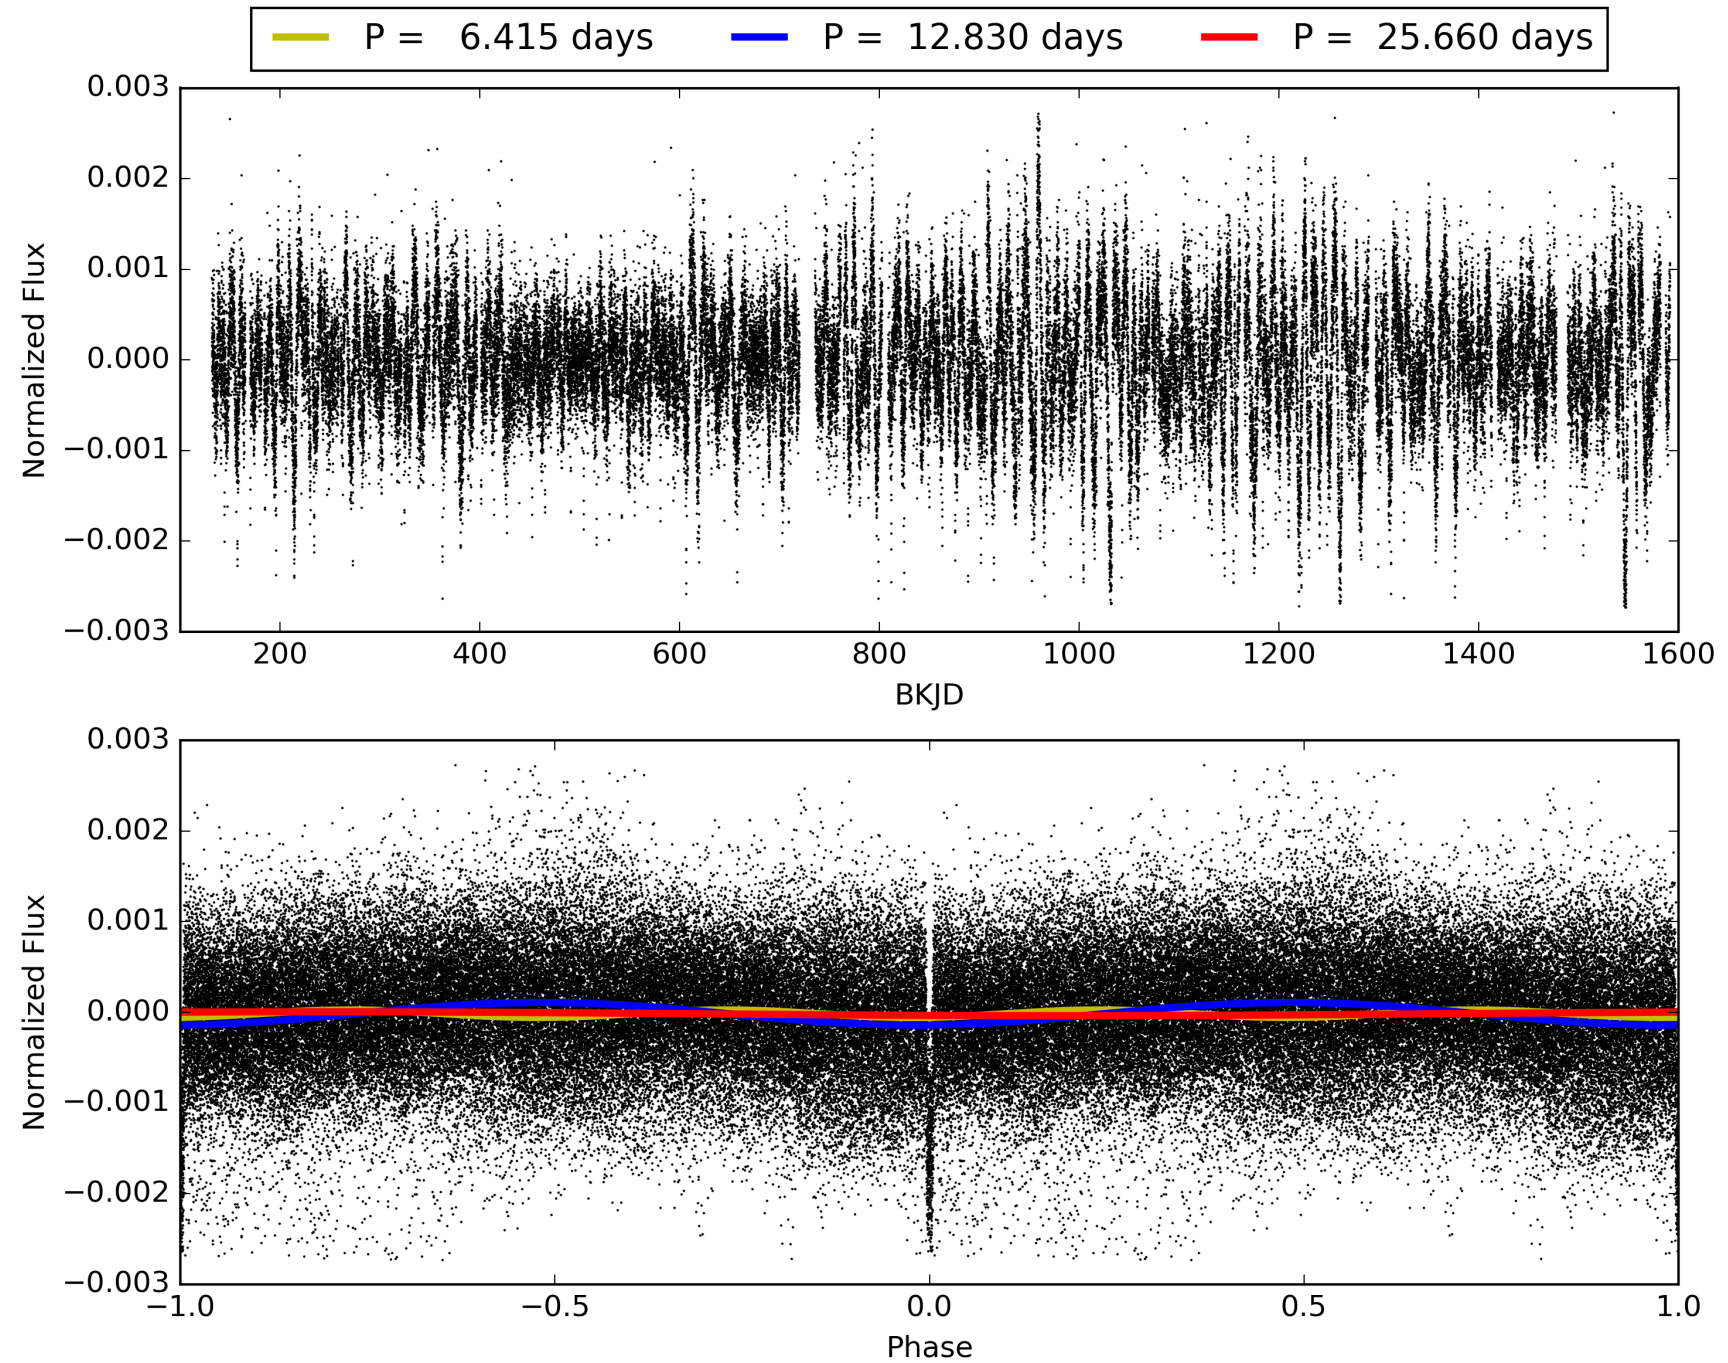 P = 6.415 days P = 12.830 days P = 25.660 days
0.003
0.002
0.001
0.000
−0.001
−0.002
−0.003
Normalized Flux
200 400 600 800 1000 1200 1400 1600
BKJD
0.003
0.002
0.001
0.000
−0.001
−0.002
−0.003
Normalized Flux
−1.0 −0.5 0.0 0.5 1.0
Phase